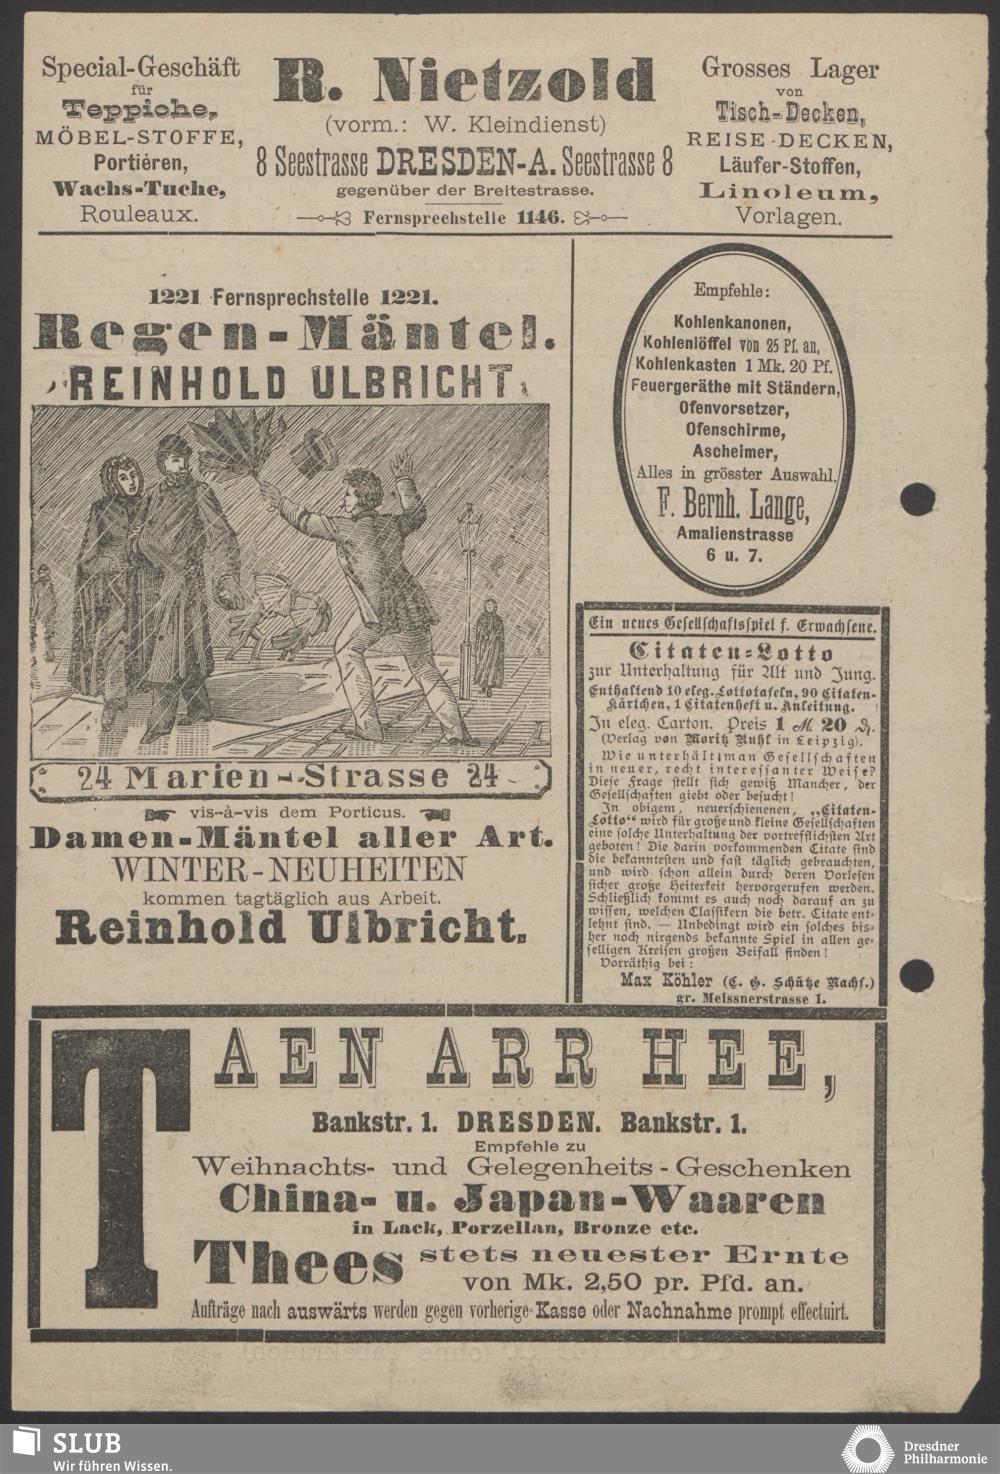 Special-Geschäft
für
Teppiche,
MÖBEL-STOFFE,
Portièren,
Wachs-Tuche,
Rouleaux.
R. Nietzold
(vorm.: W. Kleindienst)
8 Seestrasse DRESDEN-A. Seestrasse 8
gegenüber der Breitestrasse.
Fernsprechstelle 1146.
Grosses Lager
von
Tisch-Decken,
REISE-DECKEN,
Läufer-Stoffen,
Linoleum,
Vorlagen.
1221 Fernsprechstelle 1221.
Regen-Mäntel.
REINHOLD ULBRICHT
24 Marien-Strasse 24
vis-à-vis dem Porticus.
Damen-Mäntel aller Art.
WINTER-NEUHEITEN
kommen tagtäglich aus Arbeit.
Reinhold Ulbricht.
Empfehle:
Kohlenkanonen,
Kohlenlöffel von 25 Pf. an,
Kohlenkasten 1 Mk. 20 Pf.
Feuergeräthe mit Ständern,
Ofenvorsetzer,
Ofenschirme,
Ascheimer,
Alles in grösster Auswahl.
F. Bernh. Lange,
Amalienstrasse
6 u. 7.
Ein neues Gesellschaftsspiel f. Erwachsene.
Citaten-Lotto
zur Unterhaltung für Alt und Jung.
Enthaltend 10 eleg. Lottotafeln, 90 Citaten-
Kärtchen, 1 Citatenheft u. Anleitung.
In eleg. Carton. Preis 1 M. 20 ₰.
(Verlag von Moritz Ruhl in Leipzig).
Wie unterhält man Gesellschaften
in neuer, recht interessanter Weise?
Diese Frage stellt sich gewiß Mancher, der
Gesellschaften giebt oder besucht!
In obigem, neuerschienenen, „Citaten-
Lotto“ wird für große und kleine Gesellschaften
eine solche Unterhaltung der vortrefflichsten Art
geboten! Die darin vorkommenden Citate sind
die bekanntesten und fast täglich gebrauchten,
und wird schon allein durch deren Vorlesen
sicher große Heiterkeit hervorgerufen werden.
Schließlich kommt es auch noch darauf an zu
wissen, welchen Classikern die betr. Citate ent-
lehnt sind. — Unbedingt wird ein solches bis-
her noch nirgends bekannte Spiel in allen ge-
selligen Kreisen großen Beifall finden!
Vorräthig bei:
Max Köhler (C. H. Schütze Nachf.)
gr. Meissnerstrasse 1.
TAEN ARR HEE,
Bankstr. 1. DRESDEN. Bankstr. 1.
Empfehle zu
Weihnachts- und Gelegenheits-Geschenken
China- u. Japan-Waaren
in Lack, Porzellan, Bronze etc.
Thees stets neuester Ernte
von Mk. 2,50 pr. Pfd. an.
Aufträge nach auswärts werden gegen vorherige Kasse oder Nachnahme prompt effectuirt.
SLUB
Wir führen Wissen.
Dresdner
Philharmonie